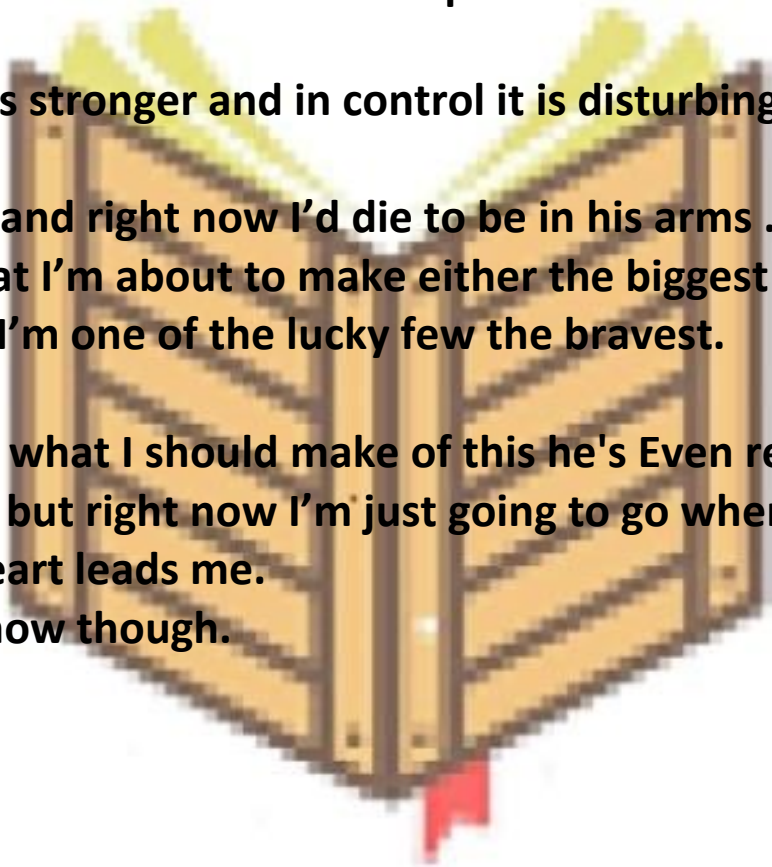 s stronger and in control it is disturbing
and right now I’d die to be in his arms .
at I’m about to make either the biggest
I’m one of the lucky few the bravest.
what I should make of this he's Even re
but right now I’m just going to go wher
eart leads me.
now though.